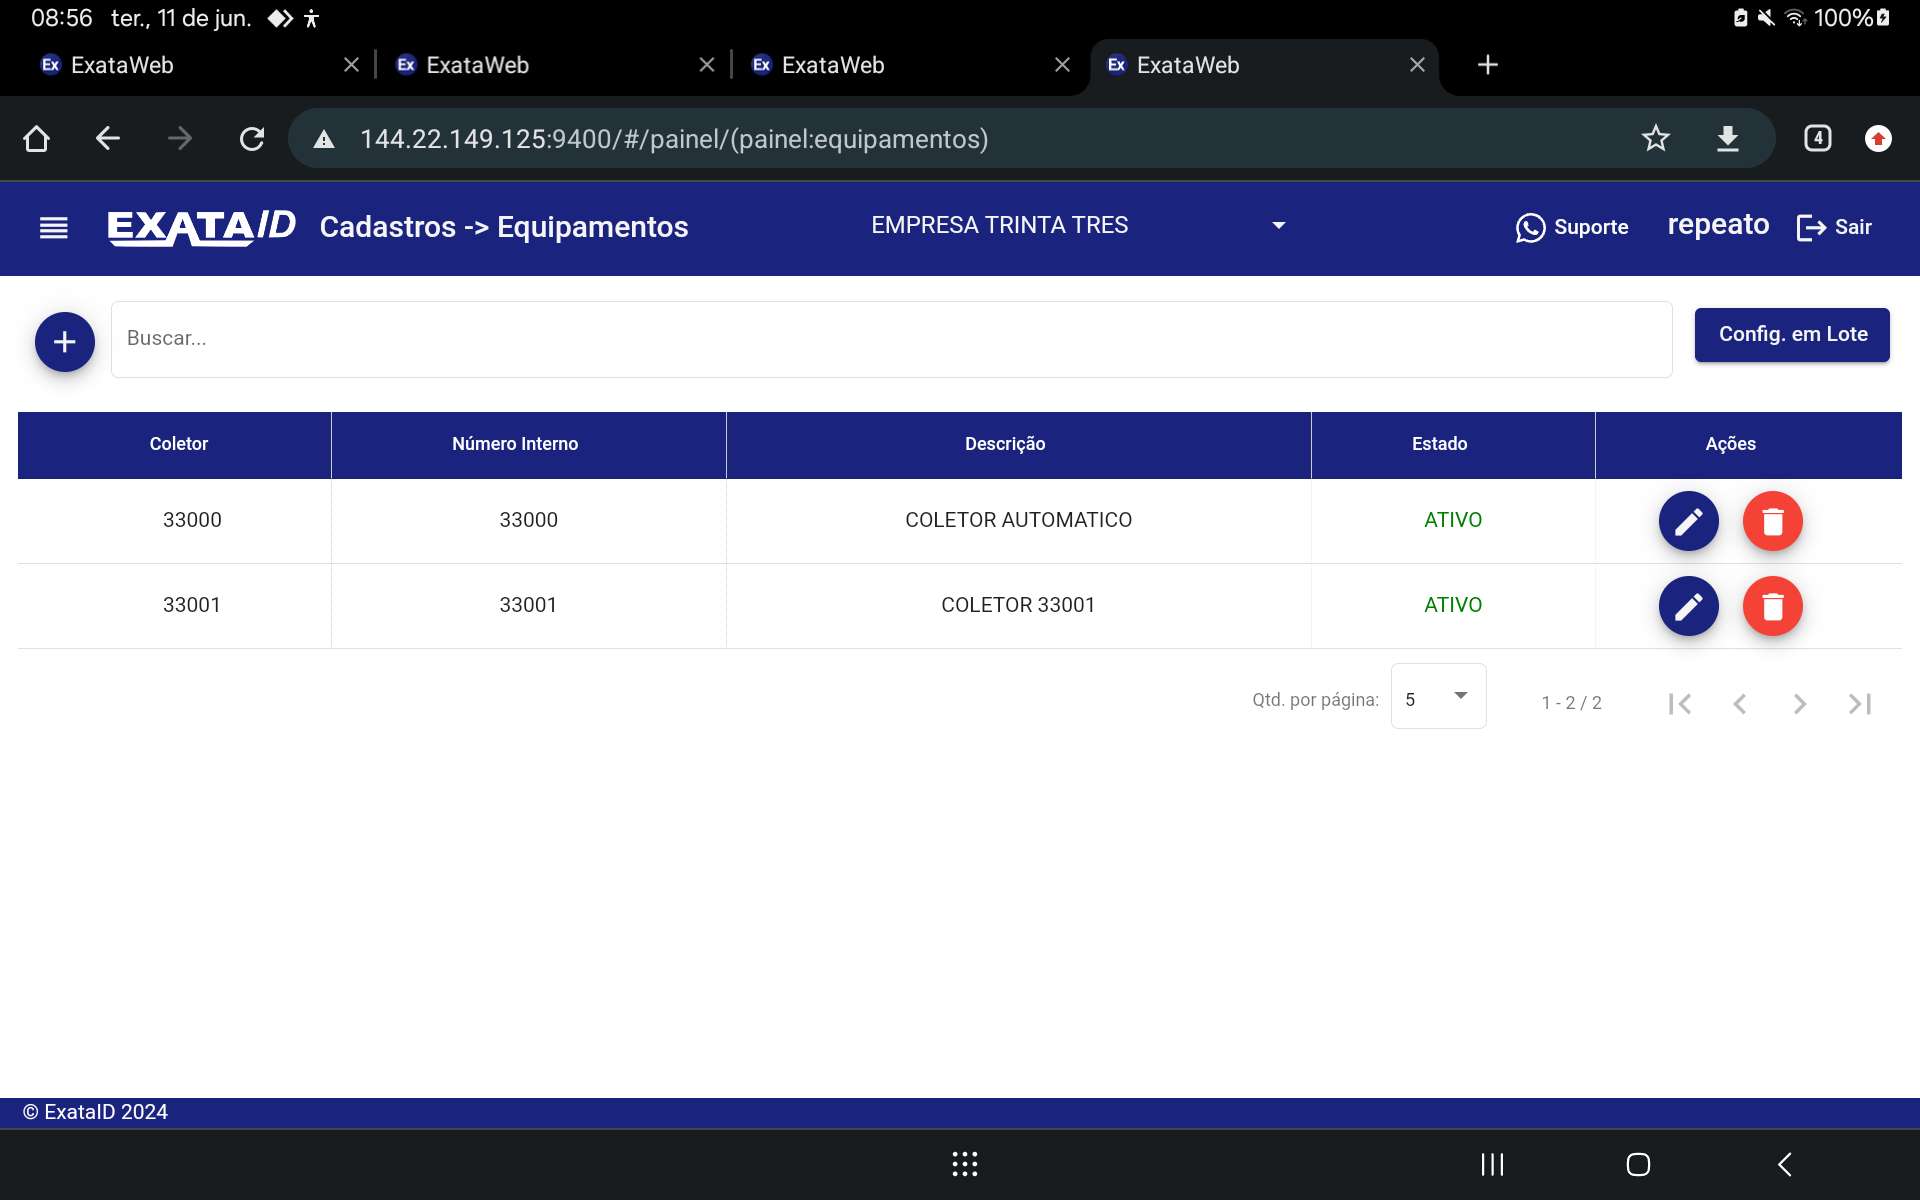 08:56 ter., 11 de jun. 100%
Ex ExataWeb Ex ExataWeb Ex ExataWeb Ex ExataWeb
144.22.149.125:9400/#/painel/(painel:equipamentos) 4
EXATAID Cadastros -> Equipamentos EMPRESA TRINTA TRES Suporte repeato Sair
Buscar... Config. em Lote
Coletor Número Interno Descrição Estado Ações
33000 33000 COLETOR AUTOMATICO ATIVO
33001 33001 COLETOR 33001 ATIVO
Qtd. por página: 5 1 - 2 / 2
© ExataID 2024